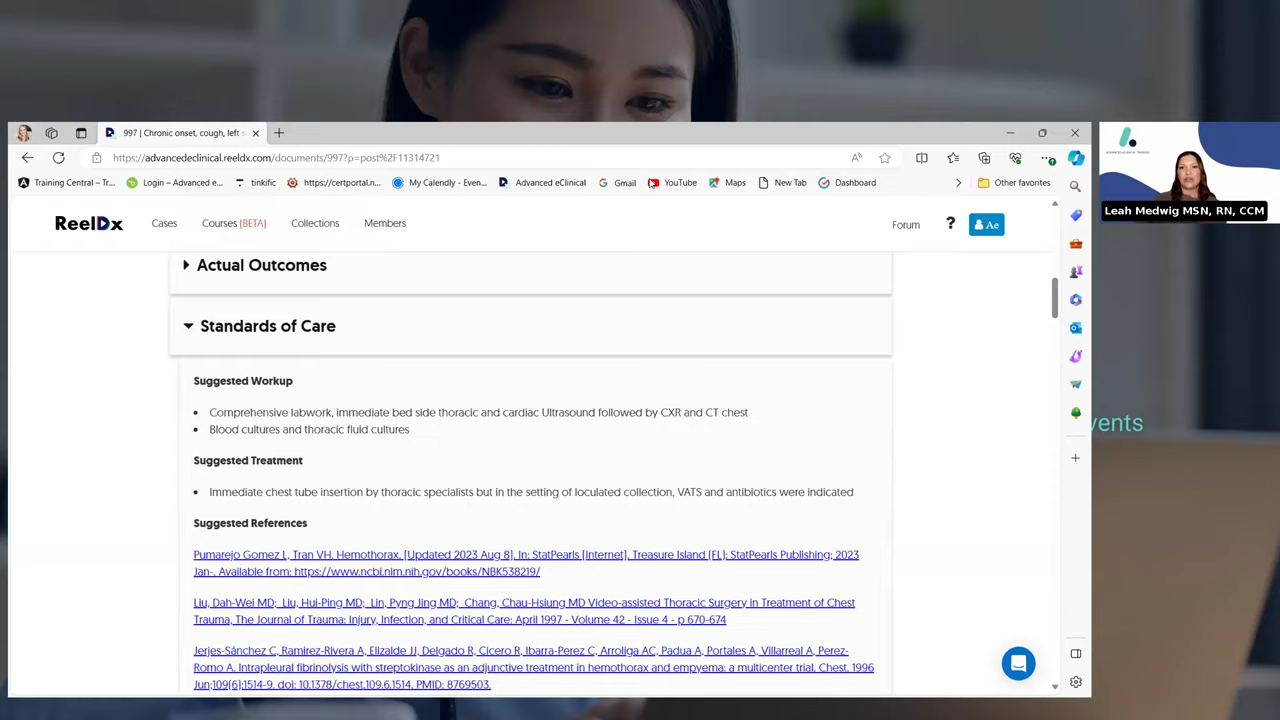 997 | Chronic onset, cough, left s
https://advancedeclinical.reeldx.com/documents/997?p=post%2F11314721
Training Central – Tr...
Login – Advanced e...
tinkific
https://certportal.n...
My Calendly - Even...
Advanced eClinical
Gmail
YouTube
Maps
New Tab
Dashboard
Other favorites
Leah Medwig MSN, RN, CCM
ReelDx
Cases
Courses (BETA)
Collections
Members
Forum
?
Ae
Actual Outcomes
Standards of Care
Suggested Workup
• Comprehensive labwork, immediate bed side thoracic and cardiac Ultrasound followed by CXR and CT chest
• Blood cultures and thoracic fluid cultures
vents
Suggested Treatment
• Immediate chest tube insertion by thoracic specialists but in the setting of loculated collection, VATS and antibiotics were indicated
Suggested References
Pumarejo Gomez L, Tran VH. Hemothorax. [Updated 2023 Aug 8]. In: StatPearls [Internet]. Treasure Island (FL): StatPearls Publishing; 2023
Jan-. Available from: https://www.ncbi.nlm.nih.gov/books/NBK538219/
Liu, Dah-Wei MD; Liu, Hui-Ping MD; Lin, Pyng Jing MD; Chang, Chau-Hsiung MD Video-assisted Thoracic Surgery in Treatment of Chest
Trauma, The Journal of Trauma: Injury, Infection, and Critical Care: April 1997 - Volume 42 - Issue 4 - p 670-674
Jerjes-Sánchez C, Ramirez-Rivera A, Elizalde JJ, Delgado R, Cicero R, Ibarra-Perez C, Arroliga AC, Padua A, Portales A, Villarreal A, Perez-
Romo A. Intrapleural fibrinolysis with streptokinase as an adjunctive treatment in hemothorax and empyema: a multicenter trial. Chest. 1996
Jun;109(6):1514-9. doi: 10.1378/chest.109.6.1514. PMID: 8769503.